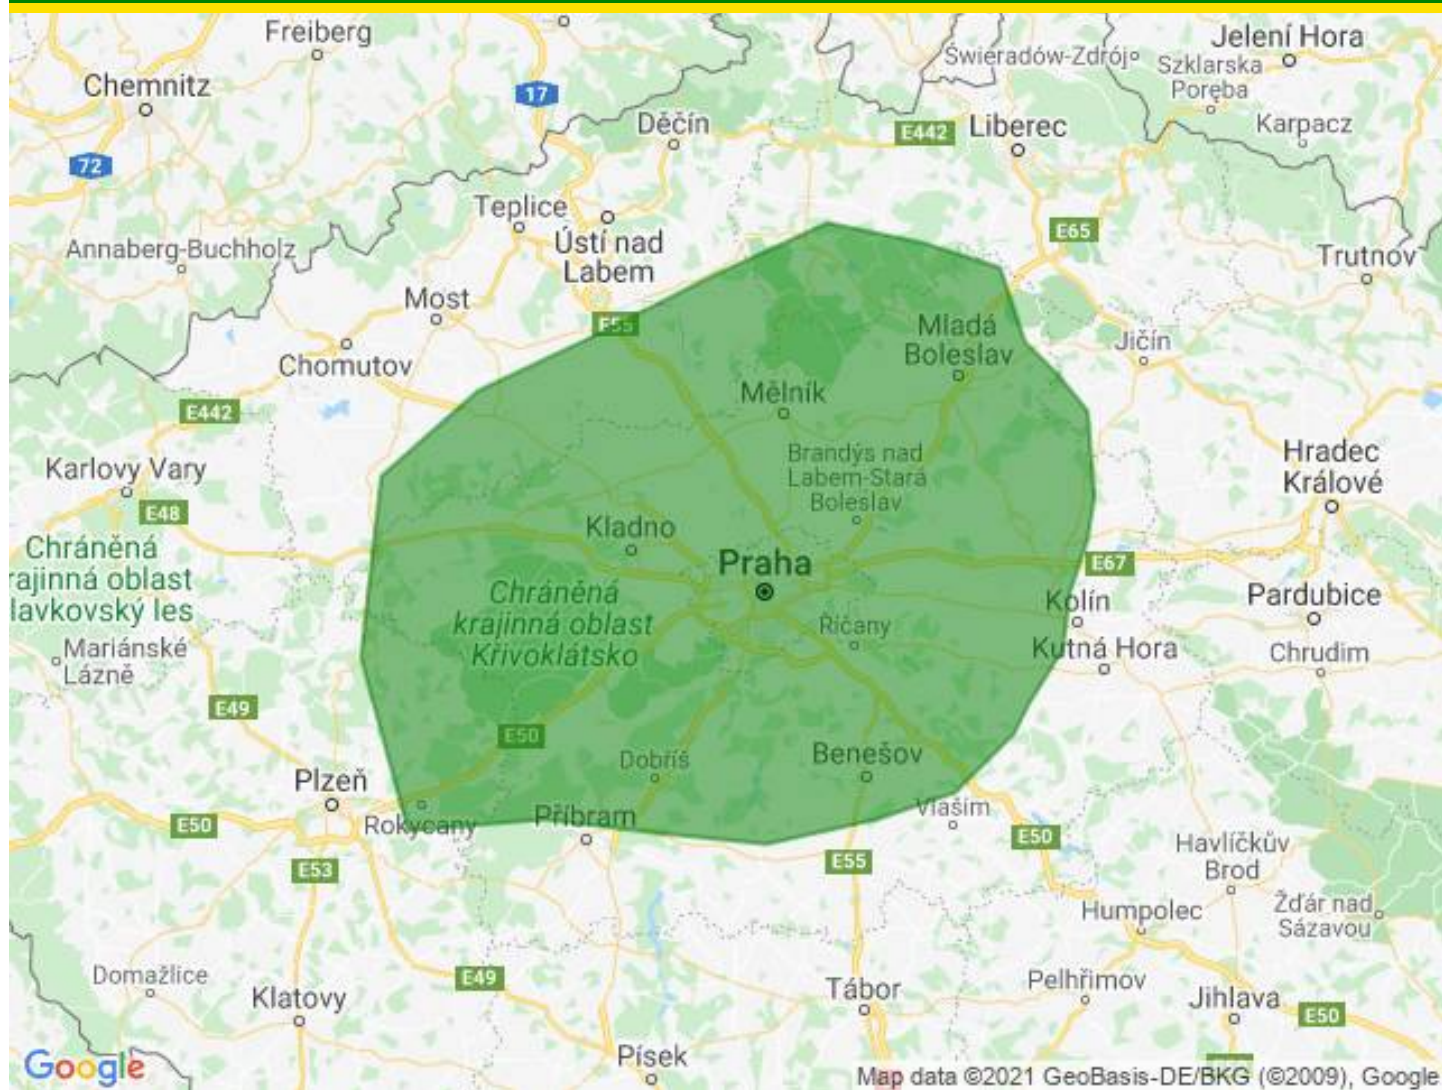 Freiberg
Jelení Hora
Świeradów-Zdrój
Szklarska
Poręba
Chemnitz
17
Děčín
E442
Liberec
Karpacz
72
Teplice
Ústí nad
Labem
E65
Annaberg-Buchholz
Trutnov
Most
E55
Mladá
Boleslav
Jičín
Chomutov
Mělník
E442
Brandýs nad
Labem-Stará
Boleslav
Hradec
Králové
Karlovy Vary
E48
Kladno
Chráněná
rajinná oblast
lavkovský les
Praha
E67
Chráněná
krajinná oblast
Křivoklátsko
Kolín
Pardubice
Říčany
Mariánské
Lázně
Kutná Hora
Chrudim
E49
E50
Dobříš
Benešov
Plzeň
Vlašim
E50
Rokycany
Příbram
E50
E53
E55
Havlíčkův
Brod
Humpolec
Žďár nad
Sázavou
Domažlice
E49
Klatovy
Tábor
Pelhřimov
Jihlava
E50
Písek
Google
Map data ©2021 GeoBasis-DE/BKG (©2009), Google